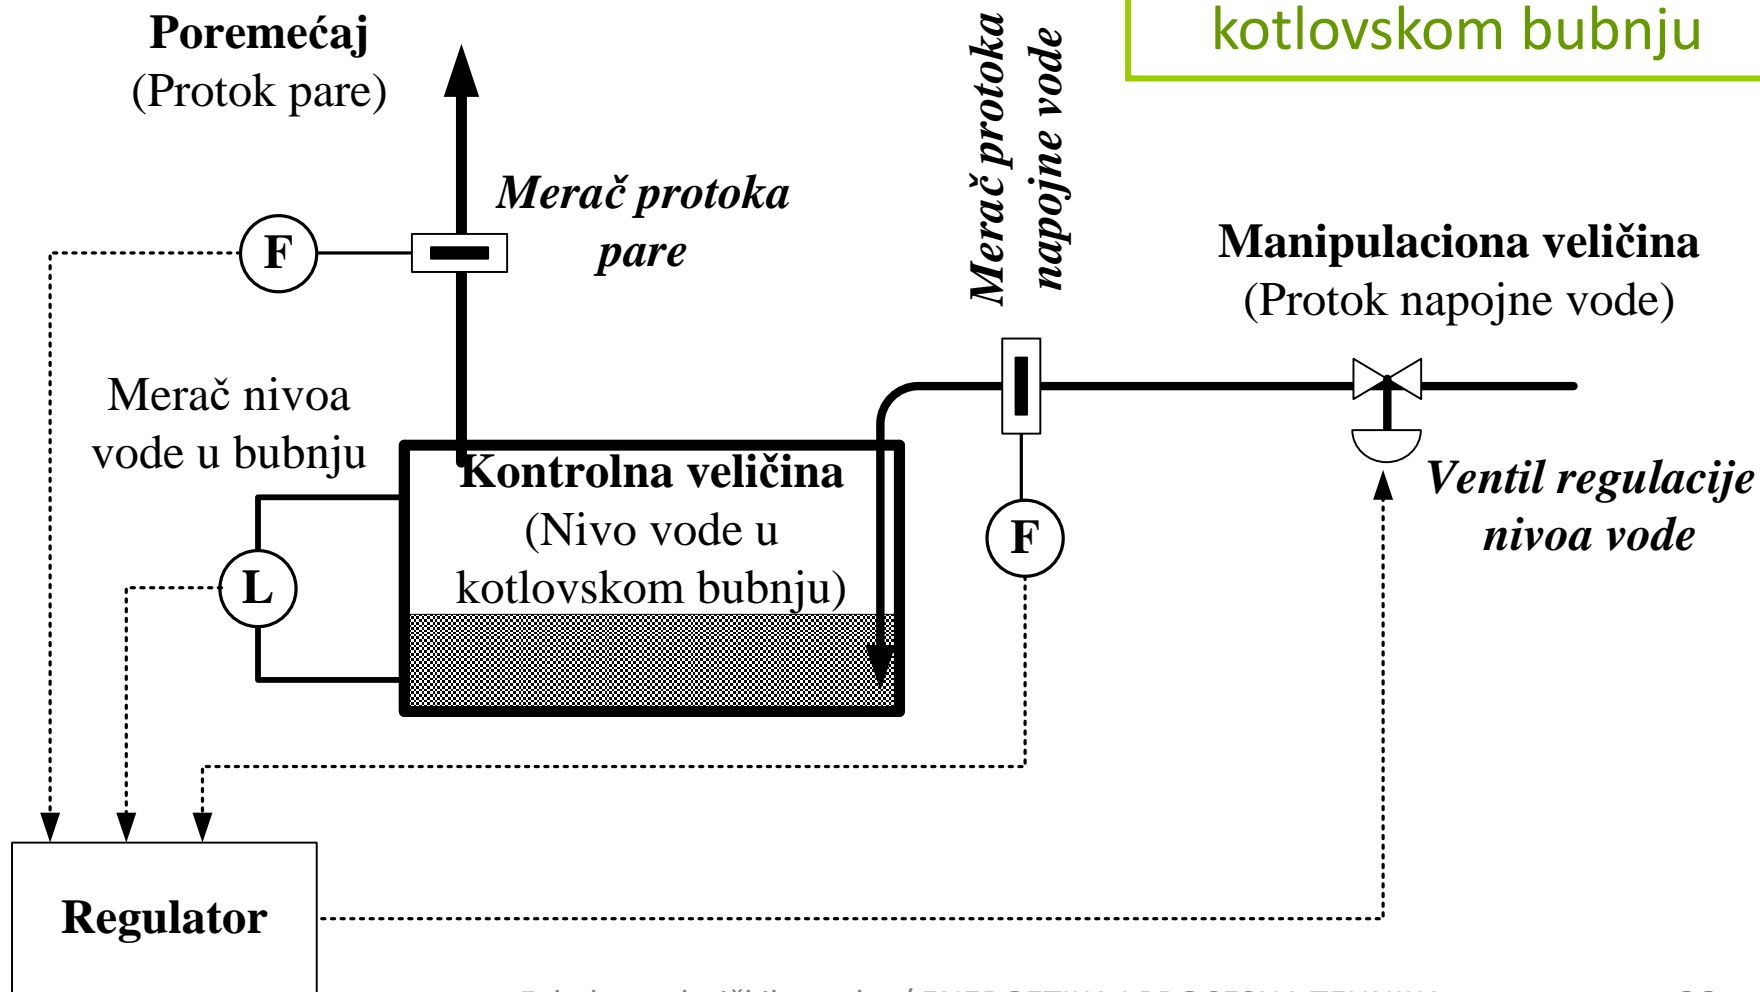 kotlovskom bubnju
Poremećaj
(Protok pare)
Merač protoka
pare
F
Merač protoka
napojne vode
Manipulaciona veličina
(Protok napojne vode)
Merač nivoa
vode u bubnju
Kontrolna veličina
(Nivo vode u
kotlovskom bubnju)
L
F
Ventil regulacije
nivoa vode
Regulator